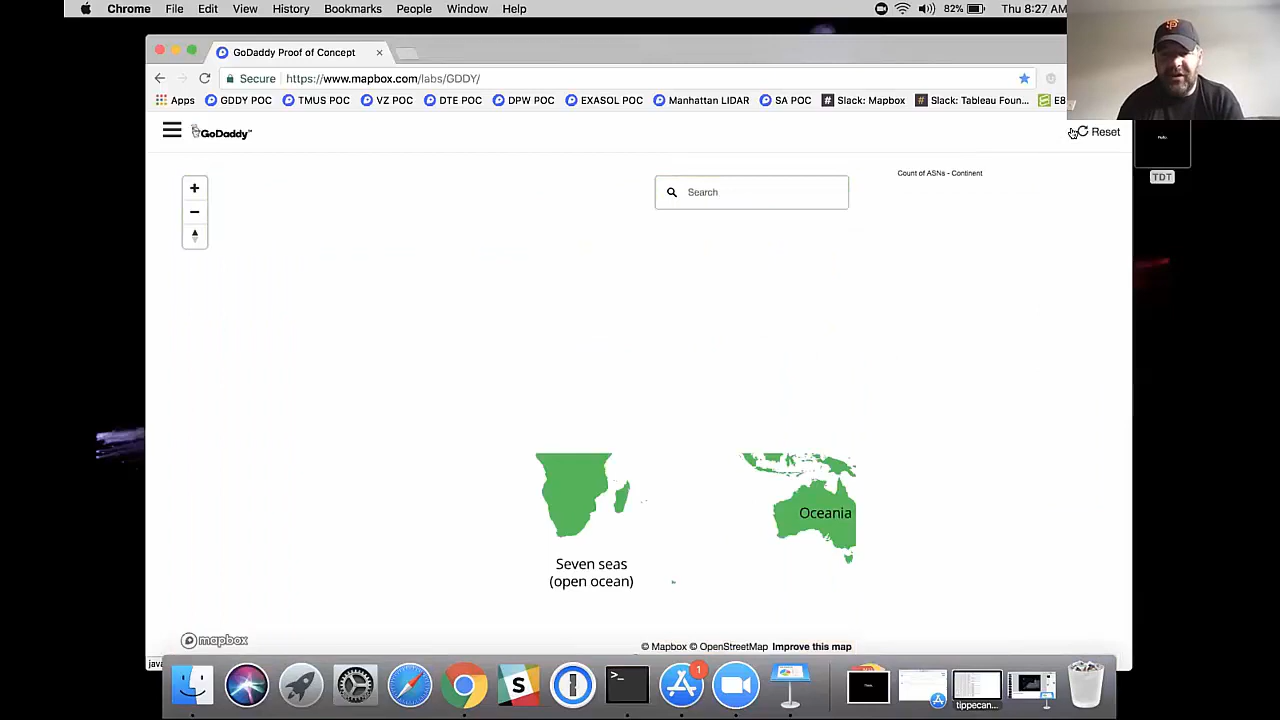 Chrome File Edit View History Bookmarks People Window Help 82% Thu 8:27 AM
GoDaddy Proof of Concept
Secure https://www.mapbox.com/labs/GDDY/
Apps GDDY POC TMUS POC VZ POC DTE POC DPW POC EXASOL POC Manhattan LIDAR SA POC Slack: Mapbox Slack: Tableau Foun...
GoDaddy™ Reset
TDT
Count of ASNs - Continent
Search
Oceania
Seven seas
(open ocean)
mapbox
© Mapbox © OpenStreetMap Improve this map
1
tippecan...